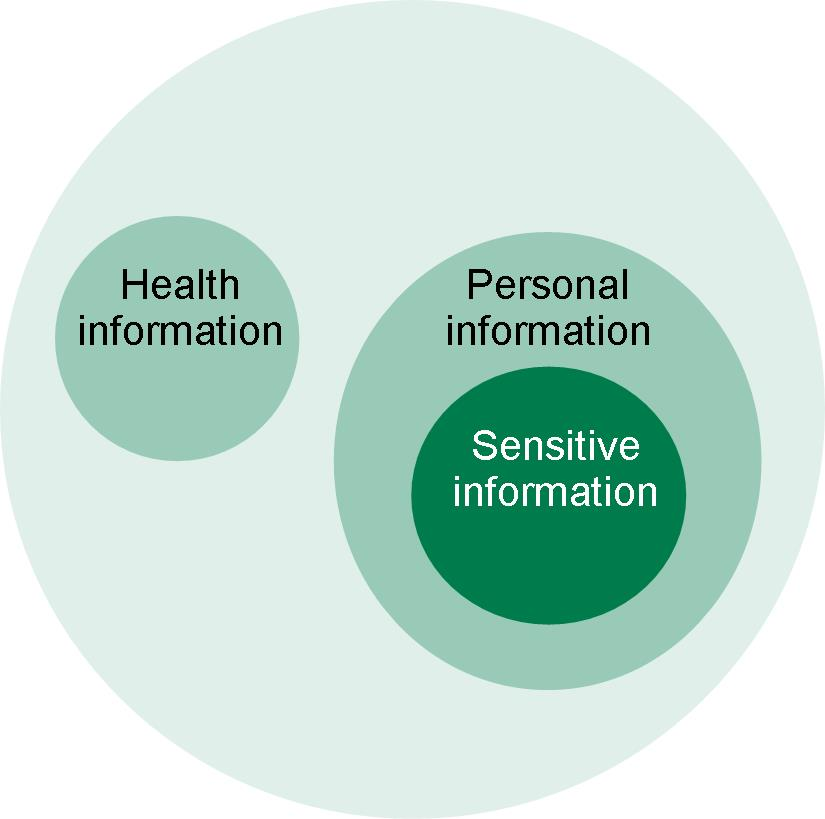 Health
information
Personal
information
Sensitive
information